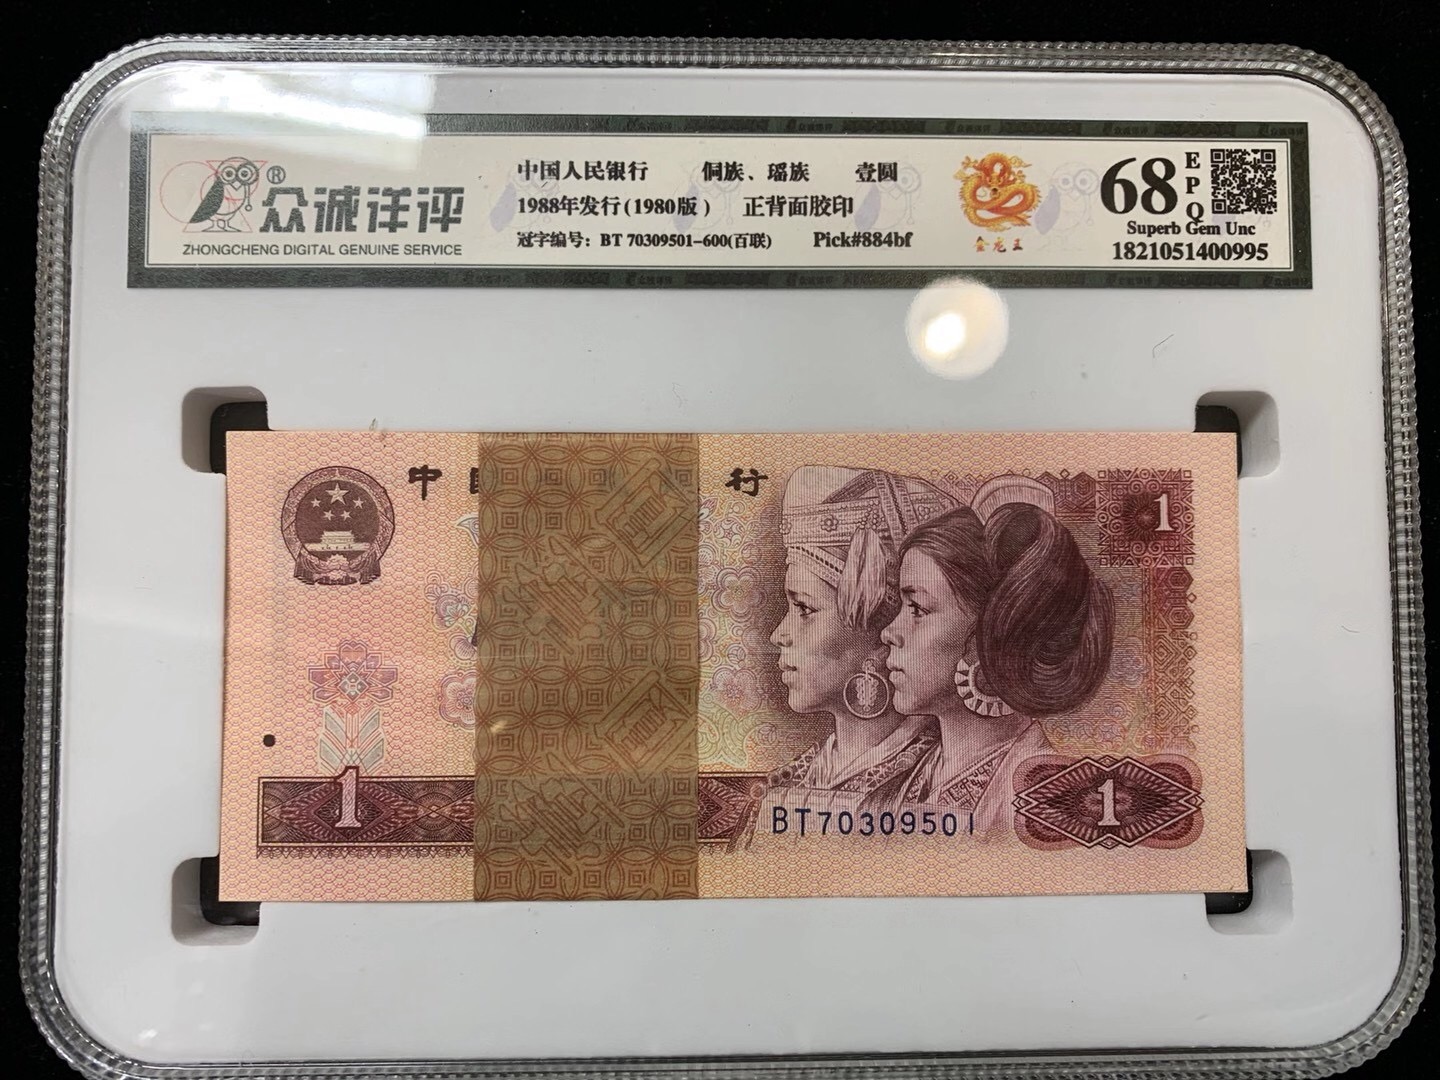 众诚洋评®
ZHONGCHENG DIGITAL GENUINE SERVICE
中国人民银行 侗族、瑶族 壹圆
1988年发行(1980版) 正背面胶印
冠字编号: BT 70309501-600(百联) Pick#884bf
金龙王
68 EPQ
Superb Gem Unc
1821051400995
中国 行
1
1
BT70309501
1